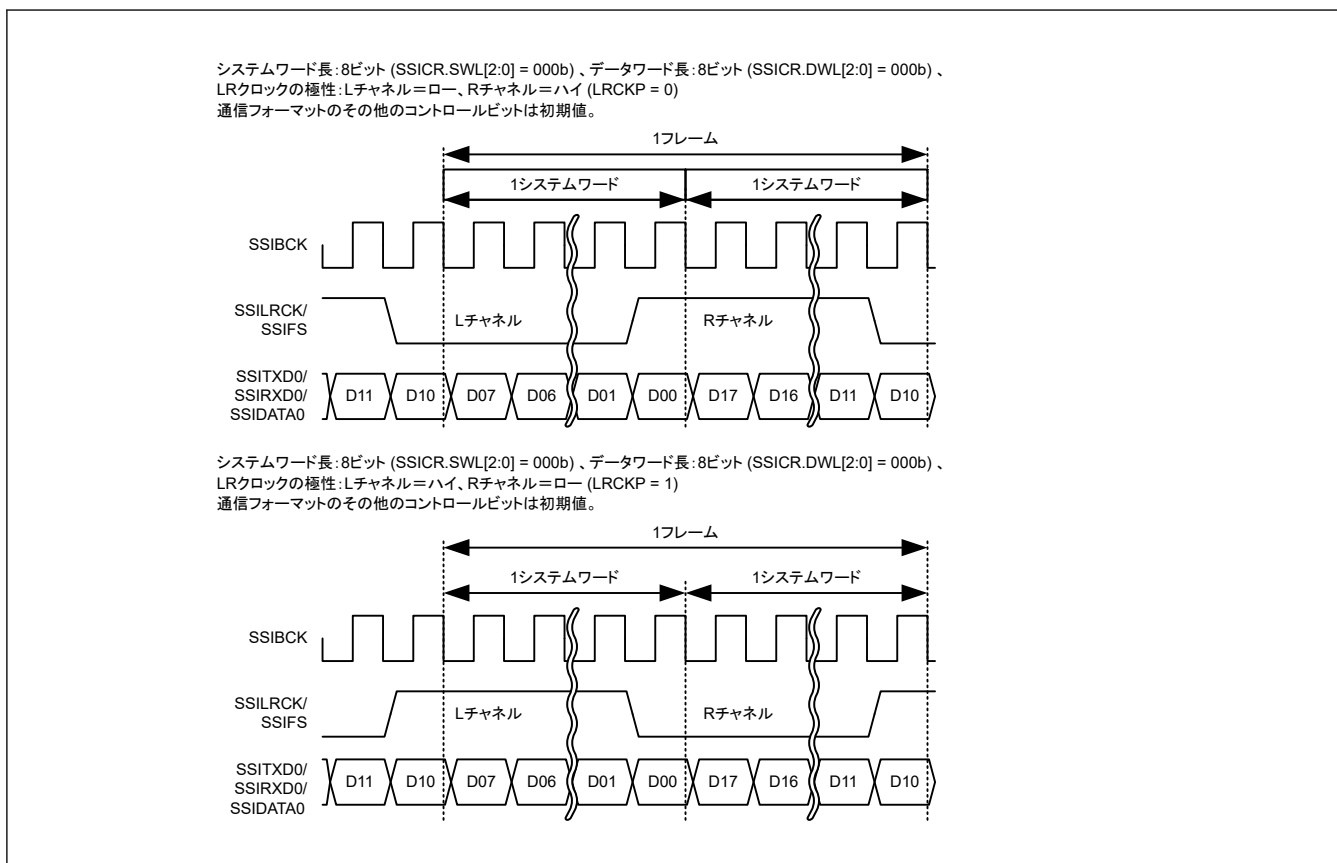 システムワード長：8ビット (SSICR.SWL[2:0] = 000b) 、データワード長：8ビット (SSICR.DWL[2:0] = 000b) 、
LRクロックの極性：Lチャネル＝ロー、Rチャネル＝ハイ (LRCKP = 0)
通信フォーマットのその他のコントロールビットは初期値。
1フレーム
1システムワード 1システムワード
SSIBCK
SSILRCK/
SSIFS
Lチャネル Rチャネル
SSITXD0/
SSIRXD0/
SSIDATA0
D11 D10 D07 D06 D01 D00 D17 D16 D11 D10
システムワード長：8ビット (SSICR.SWL[2:0] = 000b) 、データワード長：8ビット (SSICR.DWL[2:0] = 000b) 、
LRクロックの極性：Lチャネル＝ハイ、Rチャネル＝ロー (LRCKP = 1)
通信フォーマットのその他のコントロールビットは初期値。
1フレーム
1システムワード 1システムワード
SSIBCK
SSILRCK/
SSIFS
Lチャネル Rチャネル
SSITXD0/
SSIRXD0/
SSIDATA0
D11 D10 D07 D06 D01 D00 D17 D16 D11 D10